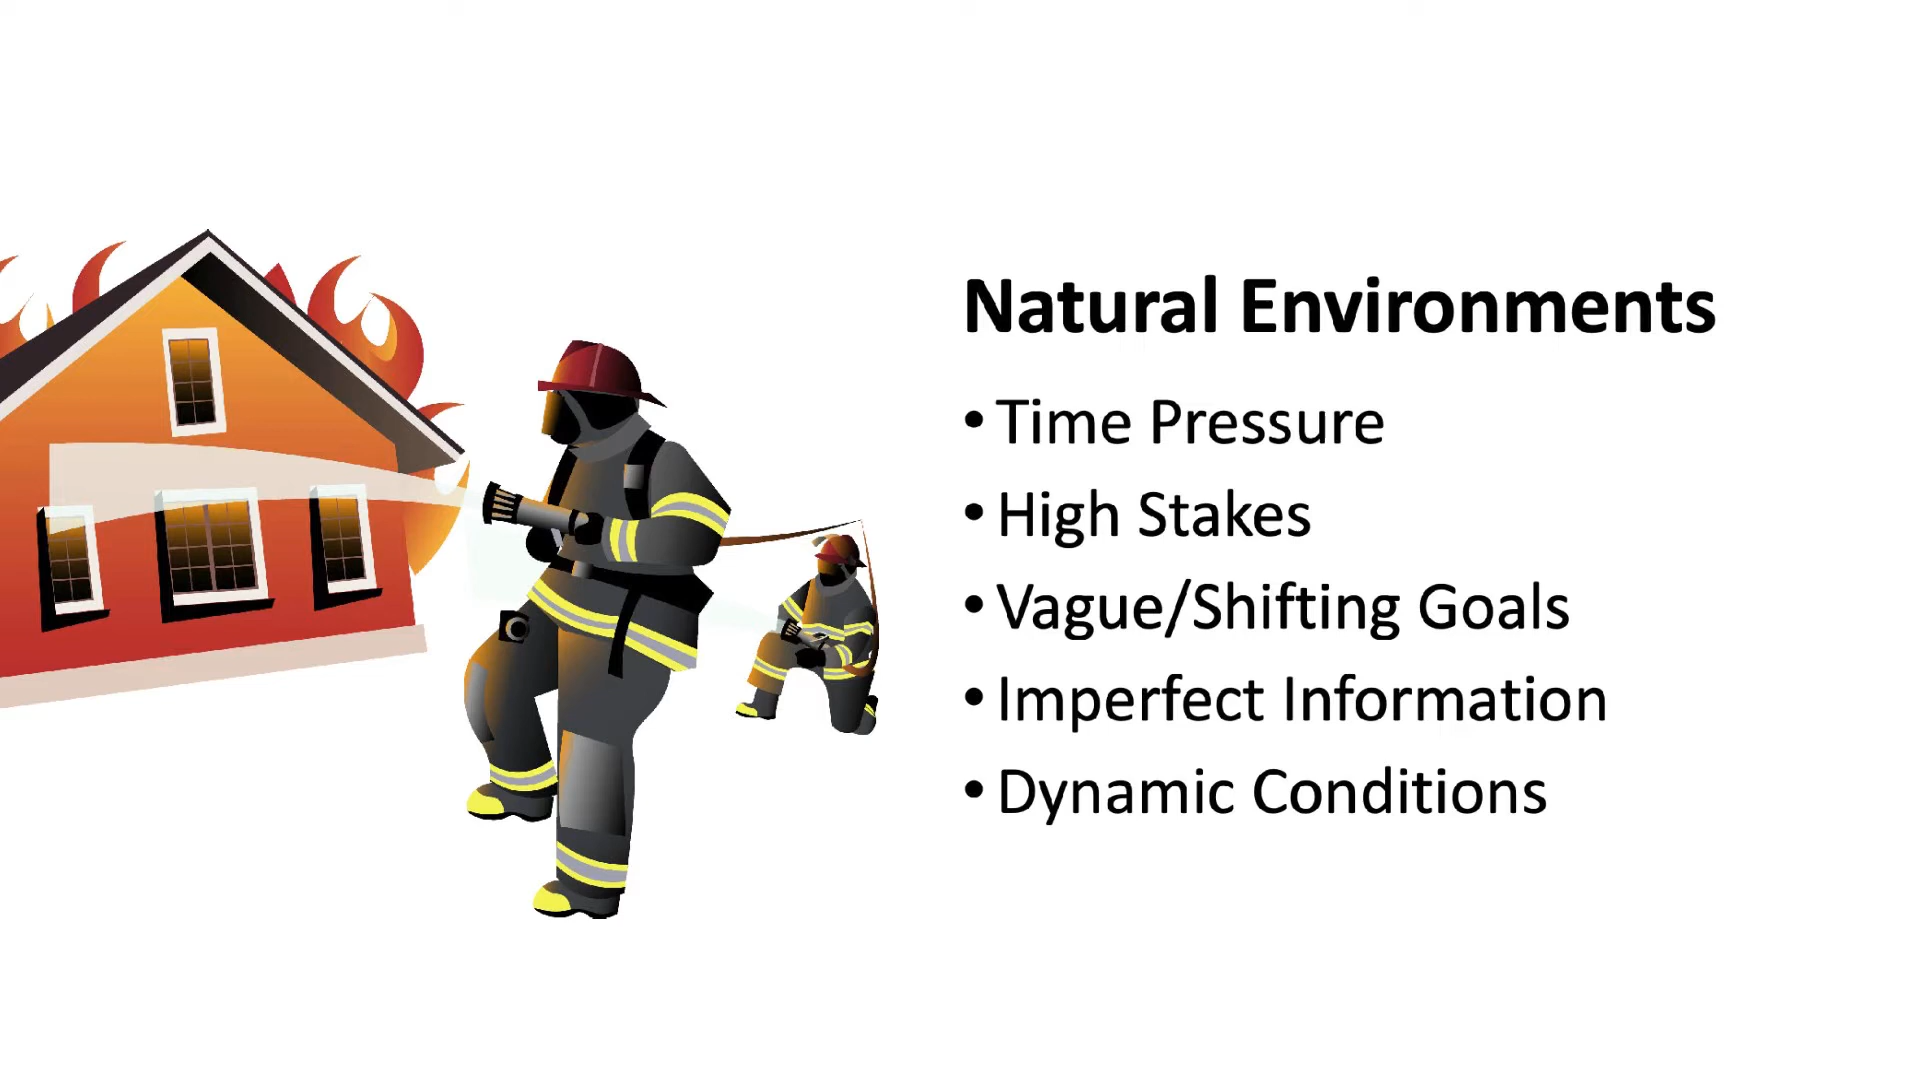 Natural Environments
• Time Pressure
• High Stakes
• Vague/Shifting Goals
• Imperfect Information
• Dynamic Conditions